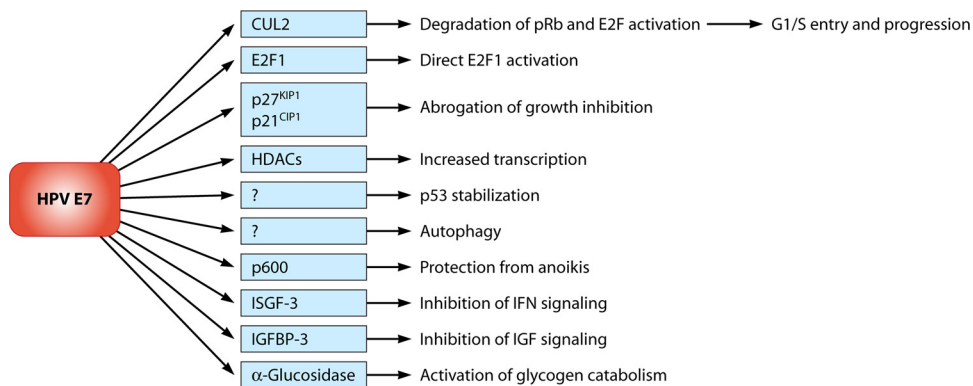 CUL2 Degradation of pRb and E2F activation G1/S entry and progression
E2F1 Direct E2F1 activation
p27ᴷᴵᴾ¹
p21ᶜᴵᴾ¹
Abrogation of growth inhibition
HDACs Increased transcription
HPV E7
? p53 stabilization
? Autophagy
p600 Protection from anoikis
ISGF-3 Inhibition of IFN signaling
IGFBP-3 Inhibition of IGF signaling
α-Glucosidase Activation of glycogen catabolism